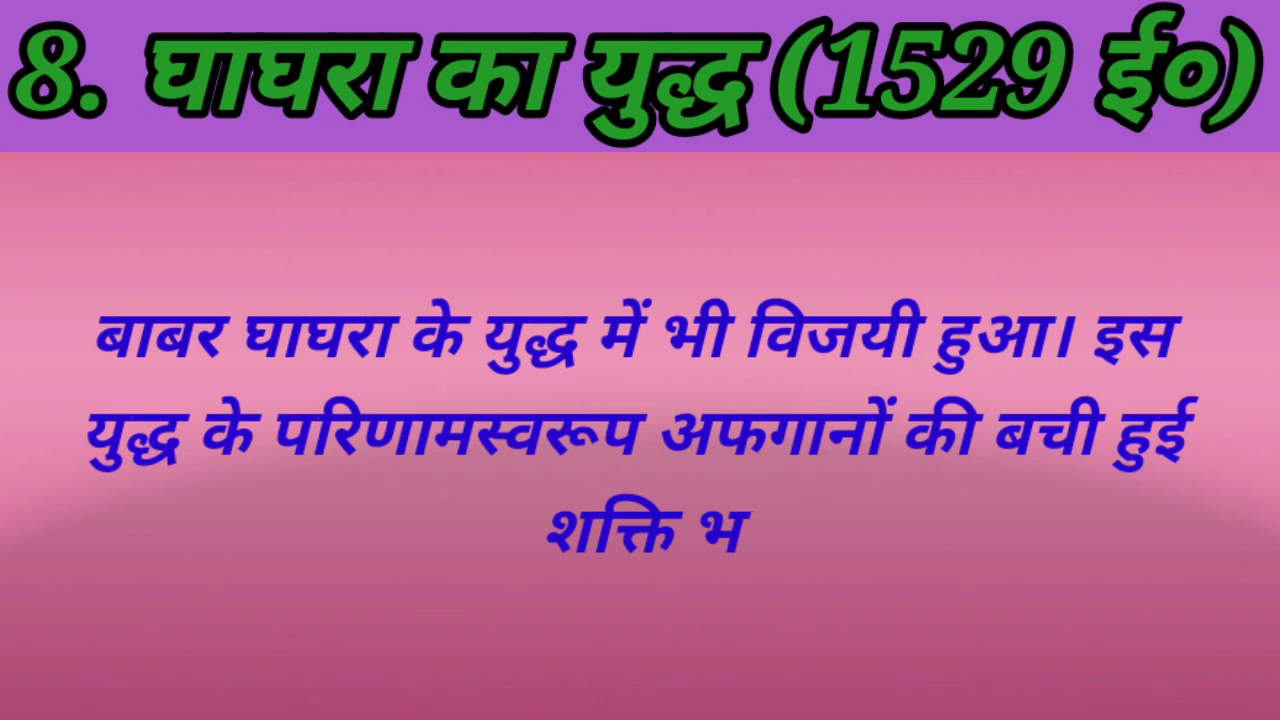 8. घाघरा का युद्ध (1529 ई०)
बाबर घाघरा के युद्ध में भी विजयी हुआ। इस
युद्ध के परिणामस्वरूप अफगानों की बची हुई
शक्ति भ